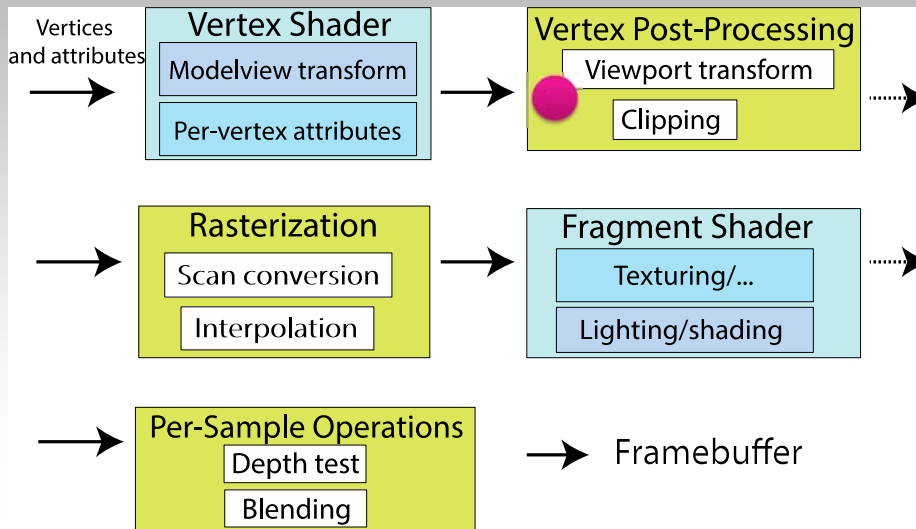 Vertices
and attributes
Vertex Shader
Modelview transform
Per-vertex attributes
Vertex Post-Processing
Viewport transform
Clipping
Rasterization
Scan conversion
Interpolation
Fragment Shader
Texturing/...
Lighting/shading
Per-Sample Operations
Depth test
Blending
Framebuffer